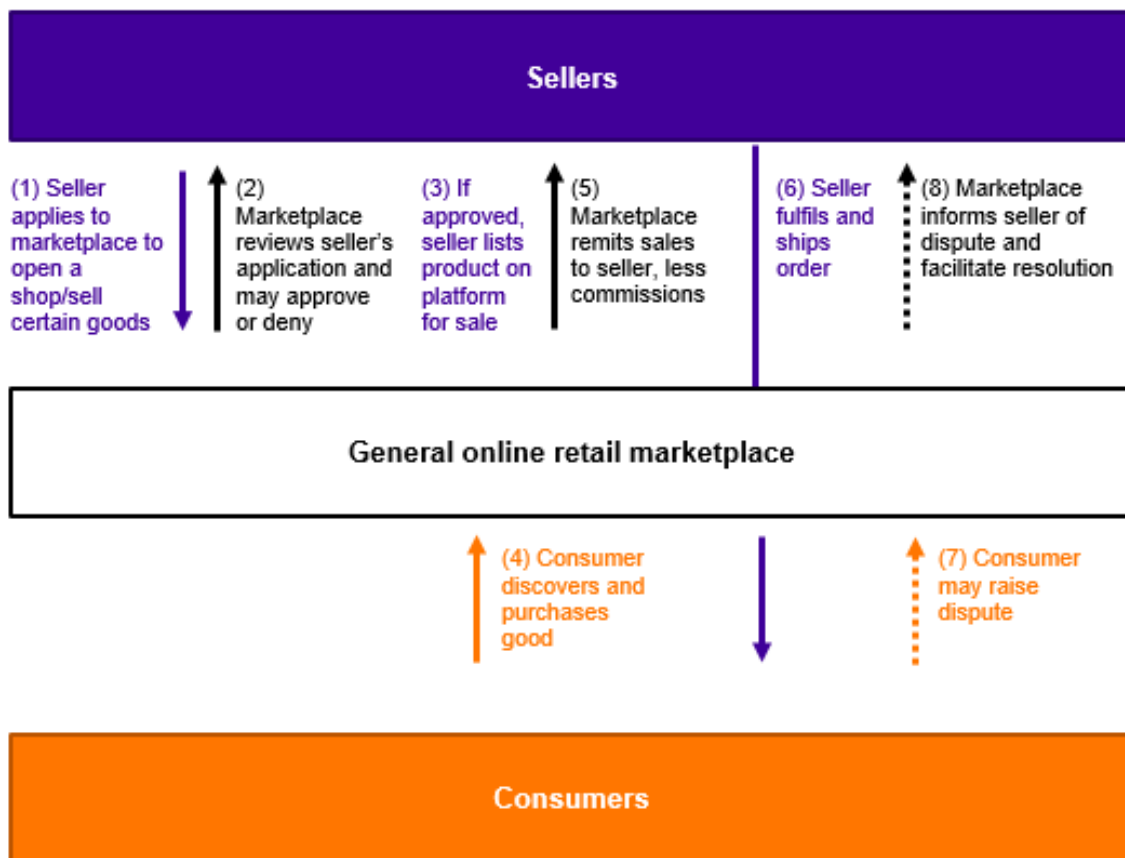 Sellers
(1) Seller
applies to
marketplace to
open a
shop/sell
certain goods
(2)
Marketplace
reviews seller's
application and
may approve
or deny
(3) If
approved,
seller lists
product on
platform
for sale
(5)
Marketplace
remits sales
to seller, less
commissions
(6) Seller
fulfils and
ships
order
(8) Marketplace
informs seller of
dispute and
facilitate resolution
General online retail marketplace
(4) Consumer
discovers and
purchases
good
(7) Consumer
may raise
dispute
Consumers